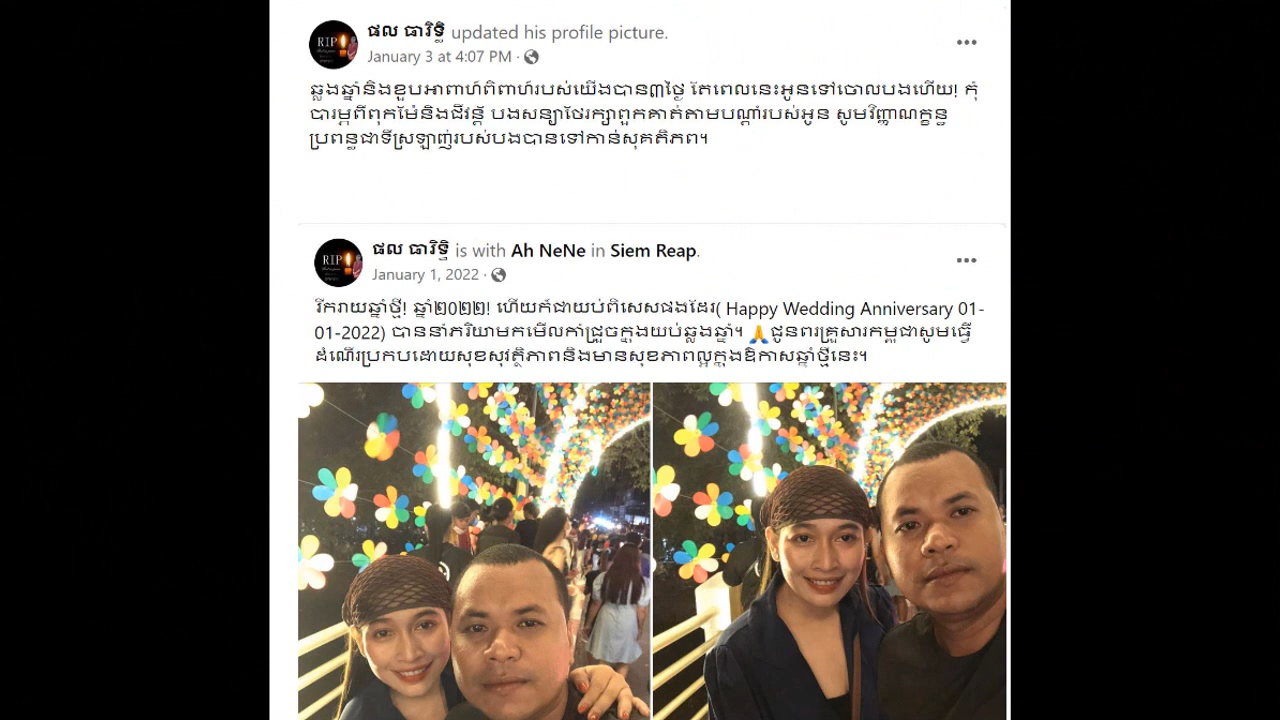 RIP
ផល ធារិទ្ធិ updated his profile picture.
January 3 at 4:07 PM ·
ឆ្លងឆ្នាំនិងខួបអាពាហ៍ពិពាហ៍របស់យើងបាន៣ថ្ងៃ តែពេលនេះអូនទៅចោលបងហើយ! កុំ
បារម្ភពីពុកម៉ែនិងជីវន្ត័ បងសន្យាថែរក្សាពួកគាត់តាមបណ្តាំរបស់អូន សូមវិញ្ញាណក្ខន្ធ
ប្រពន្ធជាទីស្រឡាញ់របស់បងបានទៅកាន់សុគតិភព។
RIP
ផល ធារិទ្ធិ is with Ah NeNe in Siem Reap.
January 1, 2022 ·
រីករាយឆ្នាំថ្មី! ឆ្នាំ២០២២! ហើយក៏ជាយប់ពិសេសផងដែរ( Happy Wedding Anniversary 01-
01-2022) បាននាំភរិយាមកមើលកាំជ្រួចក្នុងយប់ឆ្លងឆ្នាំ។ 🙏ជូនពរគ្រួសារកម្ពុជាសូមធ្វើ
ដំណើរប្រកបដោយសុខសុវត្ថិភាពនិងមានសុខភាពល្អក្នុងឱកាសឆ្នាំថ្មីនេះ។